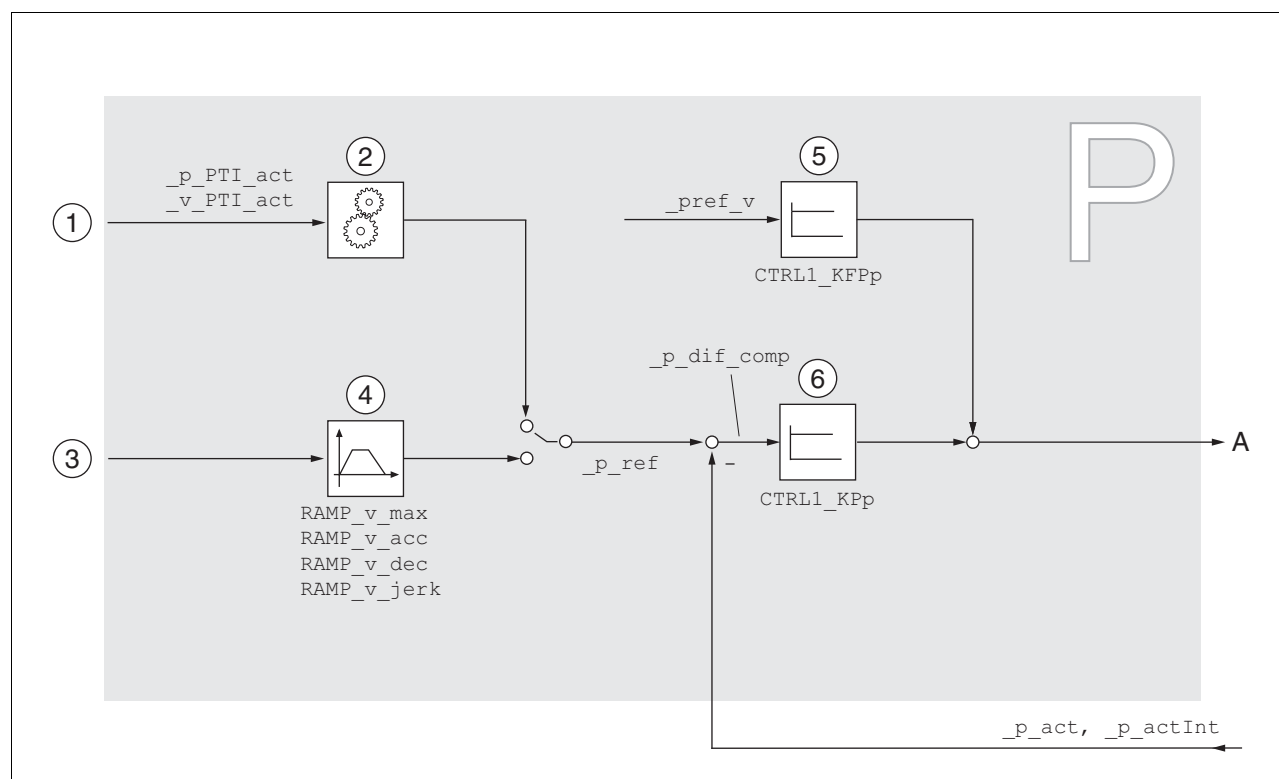 P
2
5
_p_PTI_act
_v_PTI_act
1
_pref_v
CTRL1_KFPp
_p_dif_comp
6
4
3
_p_ref
-
A
CTRL1_KPp
RAMP_v_max
RAMP_v_acc
RAMP_v_dec
RAMP_v_jerk
_p_act, _p_actInt